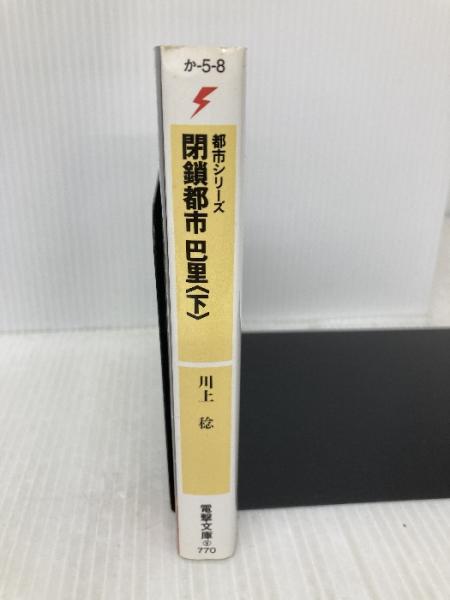 か-5-8
都市シリーズ
閉鎖都市 巴里〈下〉
川上 稔
電撃文庫
770